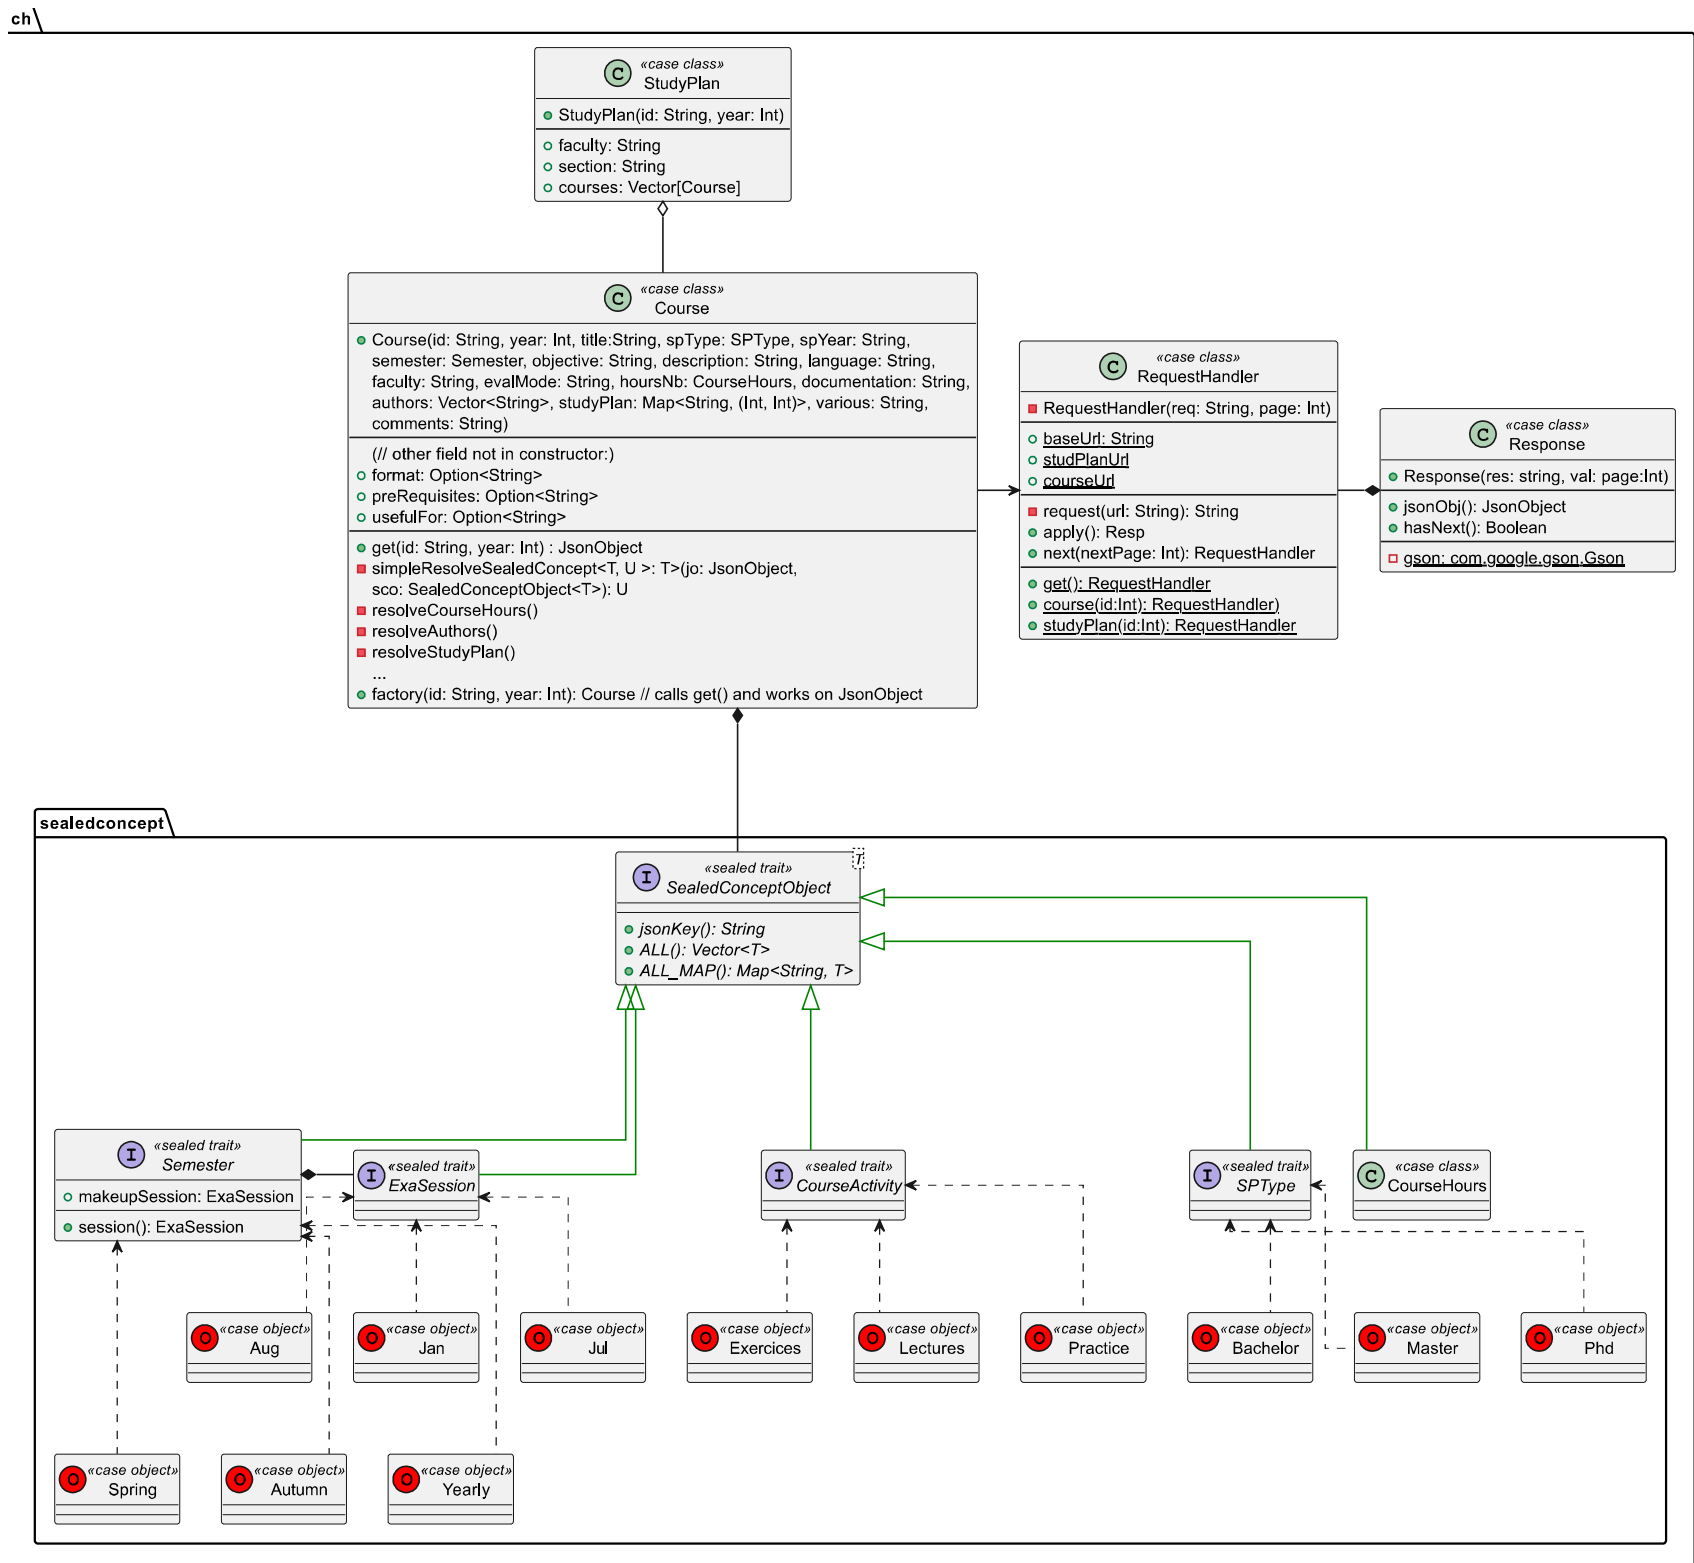 ch
«case class»
StudyPlan
StudyPlan(id: String, year: Int)
faculty: String
section: String
courses: Vector[Course]
«case class»
Course
Course(id: String, year: Int, title:String, spType: SPType, spYear: String,
semester: Semester, objective: String, description: String, language: String,
faculty: String, evalMode: String, hoursNb: CourseHours, documentation: String,
authors: Vector<String>, studyPlan: Map<String, (Int, Int)>, various: String,
comments: String)
(// other field not in constructor:)
format: Option<String>
preRequisites: Option<String>
usefulFor: Option<String>
get(id: String, year: Int) : JsonObject
simpleResolveSealedConcept<T, U >: T>(jo: JsonObject,
sco: SealedConceptObject<T>): U
resolveCourseHours()
resolveAuthors()
resolveStudyPlan()
...
factory(id: String, year: Int): Course // calls get() and works on JsonObject
«case class»
RequestHandler
RequestHandler(req: String, page: Int)
baseUrl: String
studPlanUrl
courseUrl
request(url: String): String
apply(): Resp
next(nextPage: Int): RequestHandler
get(): RequestHandler
course(id:Int): RequestHandler)
studyPlan(id:Int): RequestHandler
«case class»
Response
Response(res: string, val: page:Int)
jsonObj(): JsonObject
hasNext(): Boolean
gson: com.google.gson.Gson
sealedconcept
T
«sealed trait»
SealedConceptObject
jsonKey(): String
ALL(): Vector<T>
ALL_MAP(): Map<String, T>
«sealed trait»
Semester
makeupSession: ExaSession
session(): ExaSession
«sealed trait»
ExaSession
«sealed trait»
CourseActivity
«sealed trait»
SPType
«case class»
CourseHours
«case object»
Aug
«case object»
Jan
«case object»
Jul
«case object»
Exercices
«case object»
Lectures
«case object»
Practice
«case object»
Bachelor
«case object»
Master
«case object»
Phd
«case object»
Spring
«case object»
Autumn
«case object»
Yearly